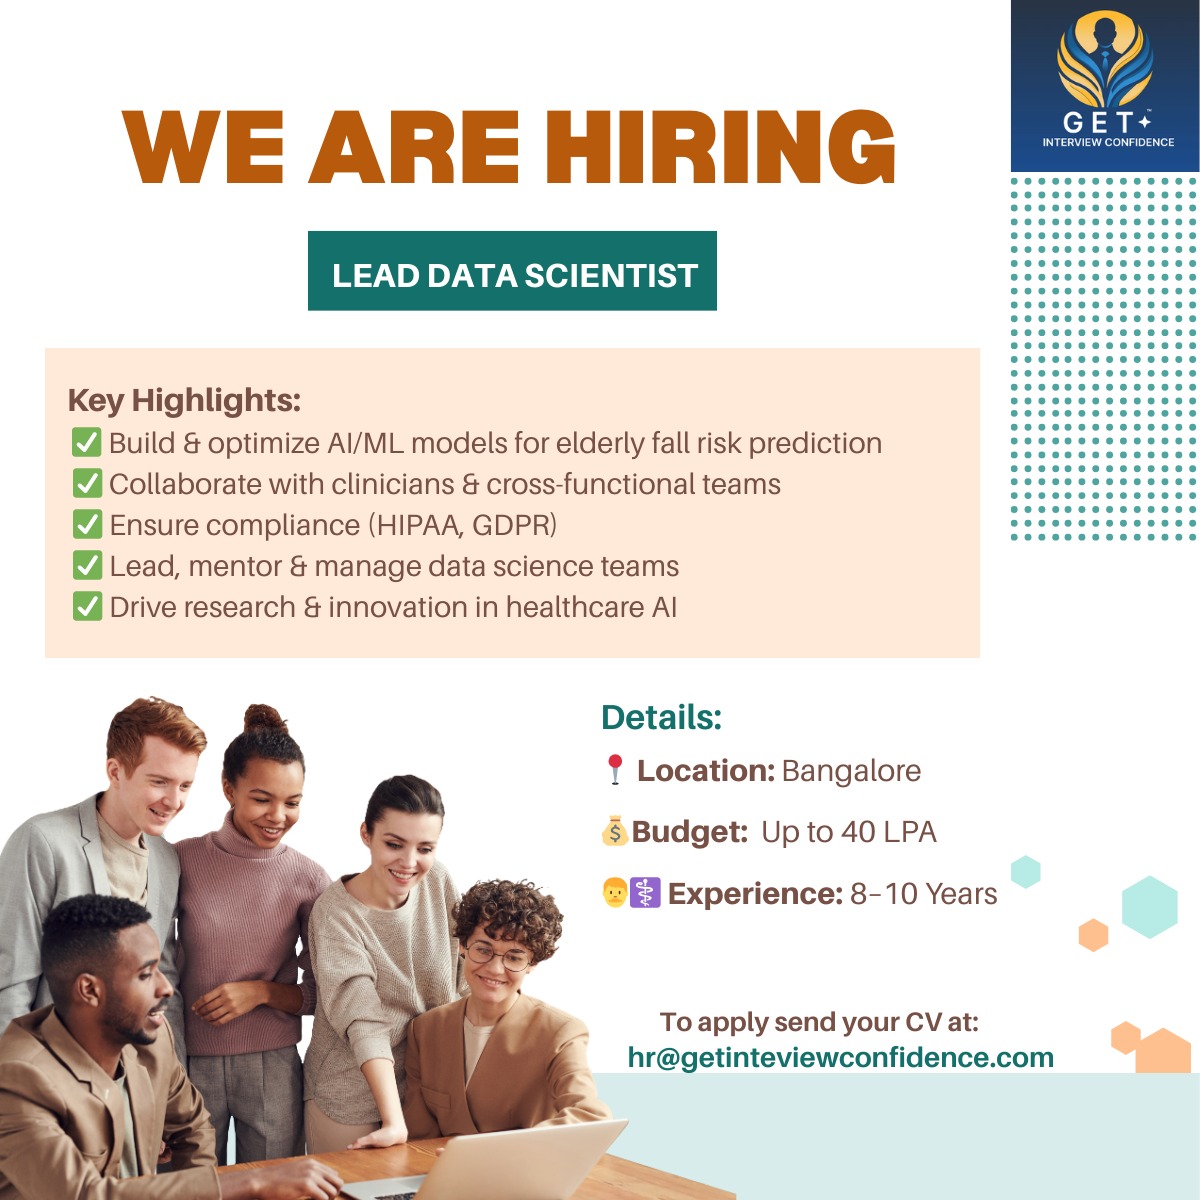 GET
™
INTERVIEW CONFIDENCE
WE ARE HIRING
LEAD DATA SCIENTIST
Key Highlights:
✅ Build & optimize AI/ML models for elderly fall risk prediction
✅ Collaborate with clinicians & cross-functional teams
✅ Ensure compliance (HIPAA, GDPR)
✅ Lead, mentor & manage data science teams
✅ Drive research & innovation in healthcare AI
Details:
📍 Location: Bangalore
💰Budget: Up to 40 LPA
👨⚕️ Experience: 8–10 Years
To apply send your CV at:
hr@getinteviewconfidence.com